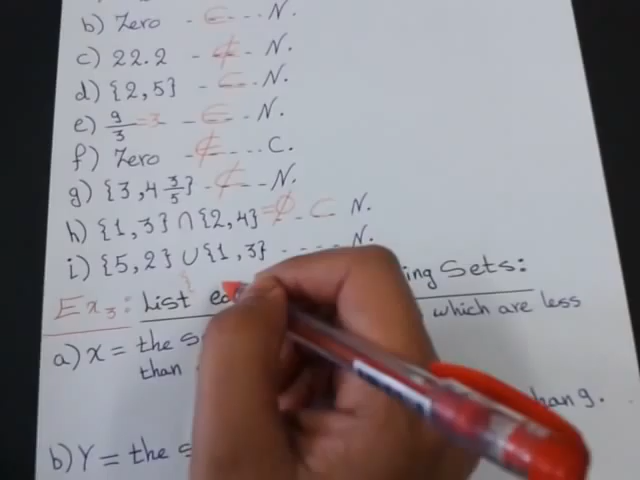 b) Zero - ∈ - - - N.
c) 22.2 - ∉ - N.
d) {2,5} - ⊂ - - N.
e) 9/3 =3 - ∈ - - N.
f) Zero - ∉ - - - C.
g) {3,4 3/5} - ⊄ - - N.
h) {1,3} ∩ {2,4} =∅ - ⊂ N.
i) {5,2} ∪ {1,3} - - - - N.
{
Ex3: List ing Sets:
a) X = the which are less
than han 9.
b) Y = the